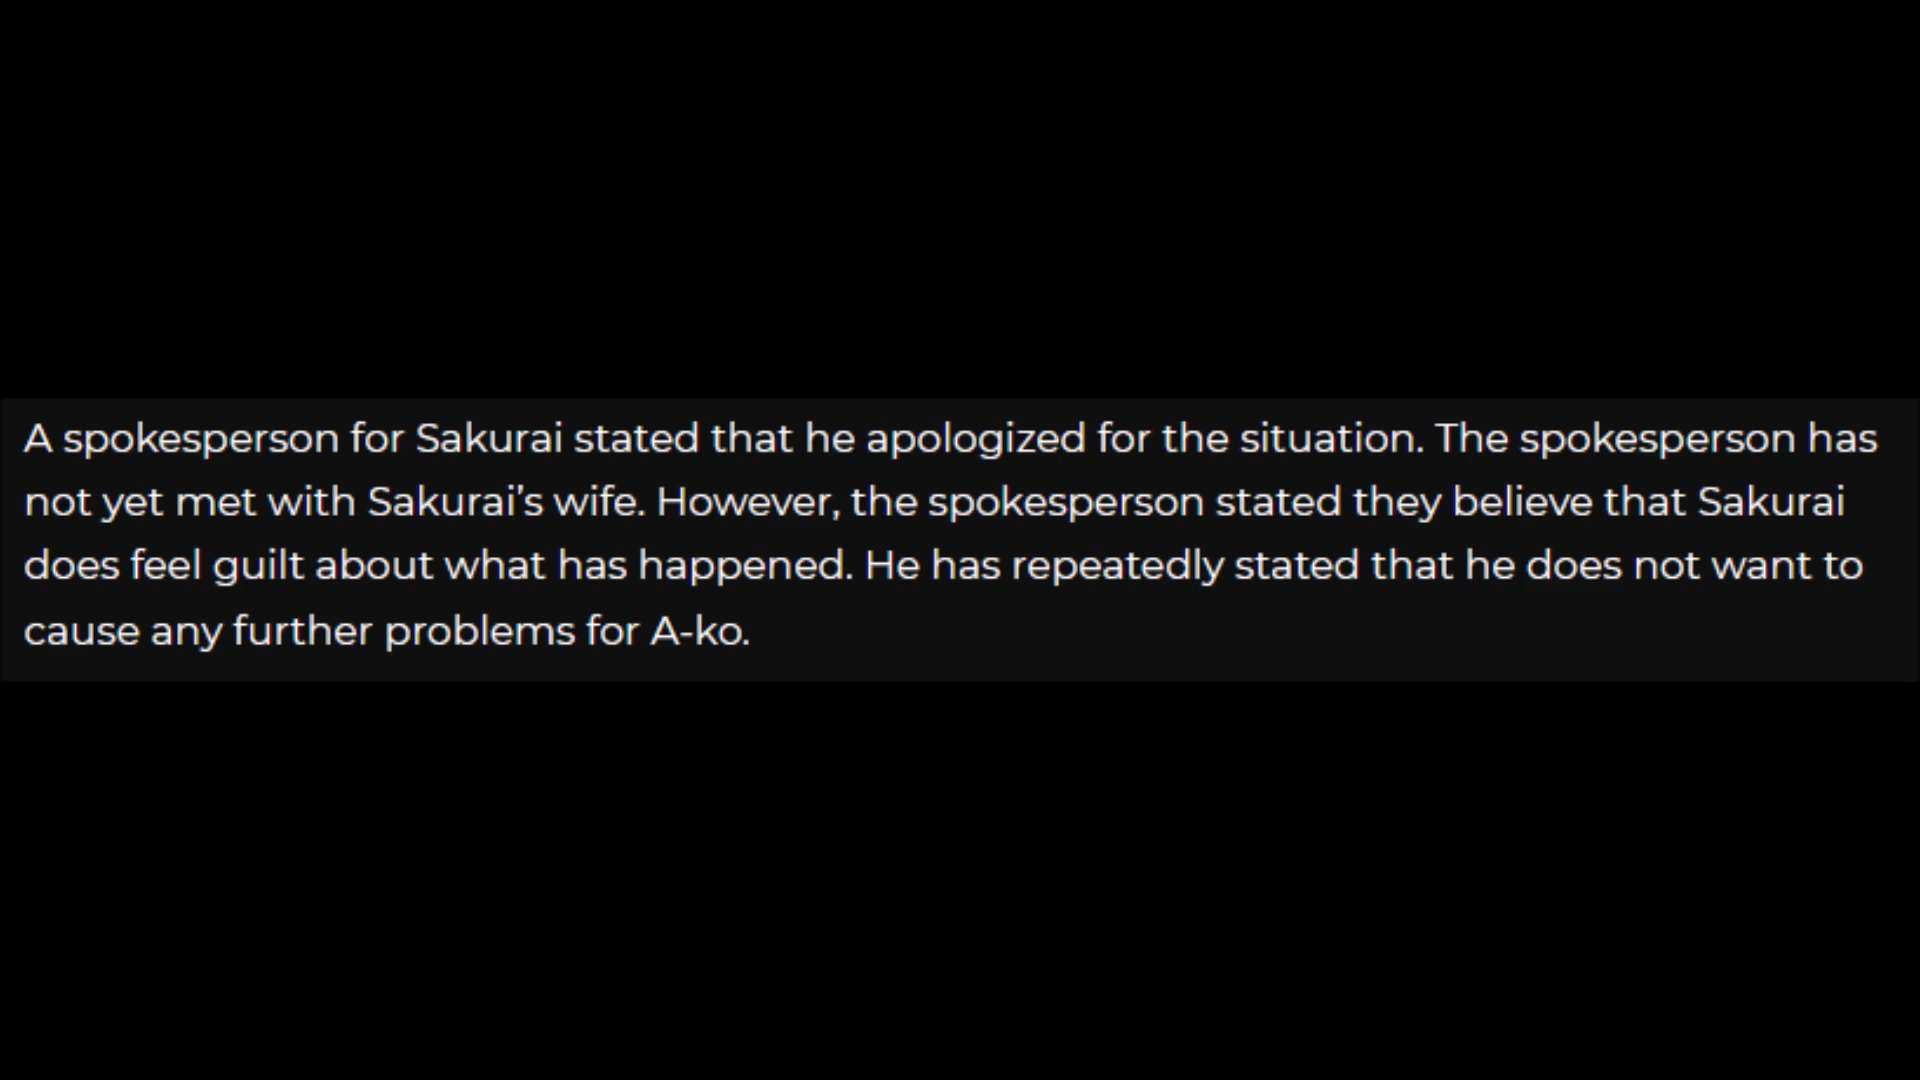 A spokesperson for Sakurai stated that he apologized for the situation. The spokesperson has
not yet met with Sakurai’s wife. However, the spokesperson stated they believe that Sakurai
does feel guilt about what has happened. He has repeatedly stated that he does not want to
cause any further problems for A-ko.